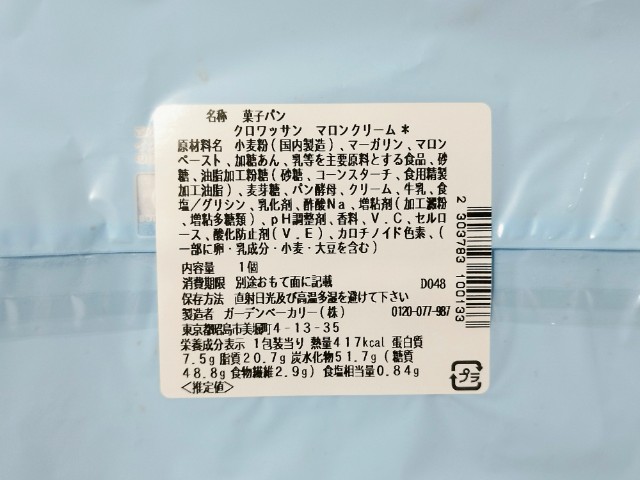 名称 菓子パン
クロワッサン マロンクリーム*
原材料名 小麦粉(国内製造)、マーガリン、マロン
ペースト、加糖あん、乳等を主要原料とする食品、砂
糖、油脂加工粉糖(砂糖、コーンスターチ、食用精製
加工油脂)、麦芽糖、パン酵母、クリーム、牛乳、食
塩/グリシン、乳化剤、酢酸Na、増粘剤(加工澱粉
、増粘多糖類)、pH調整剤、香料、V.C、セルロ
ース、酸化防止剤(V.E)、カロチノイド色素、(
一部に卵・乳成分・小麦・大豆を含む)
内容量 1個
消費期限 別途おもて面に記載 D048
保存方法 直射日光及び高温多湿を避けて下さい
製造者 ガーデンベーカリー(株) 0120-077-987
東京都昭島市美堀町4-13-35
栄養成分表示 1包装当り 熱量417kcal 蛋白質
7.5g 脂質20.7g 炭水化物51.7g(糖質
48.8g 食物繊維2.9g) 食塩相当量0.84g
<推定値>
プラ
2 303763 100133